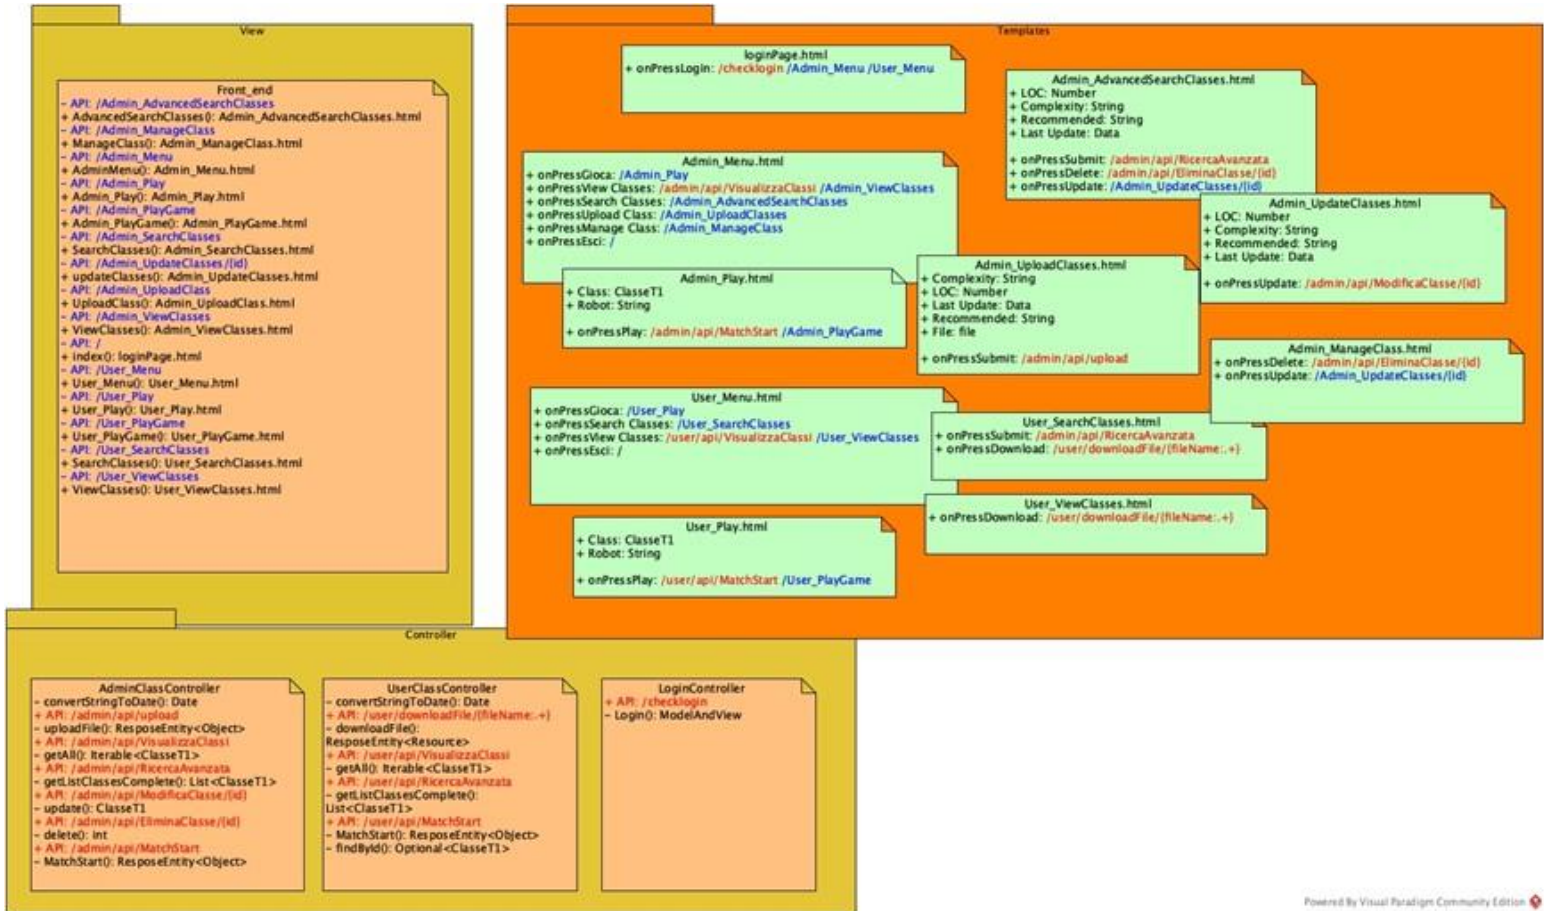 View
Front_end
- API: /Admin_AdvancedSearchClasses
+ AdvancedSearchClasses(): Admin_AdvancedSearchClasses.html
- API: /Admin_ManageClass
+ ManageClass(): Admin_ManageClass.html
- API: /Admin_Menu
+ AdminMenu(): Admin_Menu.html
- API: /Admin_Play
+ Admin_Play(): Admin_Play.html
- API: /Admin_PlayGame
+ Admin_PlayGame(): Admin_PlayGame.html
- API: /Admin_SearchClasses
+ SearchClasses(): Admin_SearchClasses.html
- API: /Admin_UpdateClasses/{id}
+ updateClasses(): Admin_UpdateClasses.html
- API: /Admin_UploadClass
+ UploadClass(): Admin_UploadClass.html
- API: /Admin_ViewClasses
+ ViewClasses(): Admin_ViewClasses.html
- API: /
+ index(): loginPage.html
- API: /User_Menu
+ User_Menu(): User_Menu.html
- API: /User_Play
+ User_Play(): User_Play.html
- API: /User_PlayGame
+ User_PlayGame(): User_PlayGame.html
- API: /User_SearchClasses
+ SearchClasses(): User_SearchClasses.html
- API: /User_ViewClasses
+ ViewClasses(): User_ViewClasses.html
Templates
loginPage.html
+ onPressLogin: /checklogin /Admin_Menu /User_Menu
Admin_AdvancedSearchClasses.html
+ LOC: Number
+ Complexity: String
+ Recommended: String
+ Last Update: Data
+ onPressSubmit: /admin/api/RicercaAvanzata
+ onPressDelete: /admin/api/EliminaClasse/{id}
+ onPressUpdate: /Admin_UpdateClasses/{id}
Admin_Menu.html
+ onPressGioca: /Admin_Play
+ onPressView Classes: /admin/api/VisualizzaClassi /Admin_ViewClasses
+ onPressSearch Classes: /Admin_AdvancedSearchClasses
+ onPressUpload Class: /Admin_UploadClasses
+ onPressManage Class: /Admin_ManageClass
+ onPressEsci: /
Admin_UpdateClasses.html
+ LOC: Number
+ Complexity: String
+ Recommended: String
+ Last Update: Data
+ onPressUpdate: /admin/api/ModificaClasse/{id}
Admin_Play.html
+ Class: ClasseT1
+ Robot: String
+ onPressPlay: /admin/api/MatchStart /Admin_PlayGame
Admin_UploadClasses.html
+ Complexity: String
+ LOC: Number
+ Last Update: Data
+ Recommended: String
+ File: file
+ onPressSubmit: /admin/api/upload
Admin_ManageClass.html
+ onPressDelete: /admin/api/EliminaClasse/{id}
+ onPressUpdate: /Admin_UpdateClasses/{id}
User_Menu.html
+ onPressGioca: /User_Play
+ onPressSearch Classes: /User_SearchClasses
+ onPressView Classes: /user/api/VisualizzaClassi /User_ViewClasses
+ onPressEsci: /
User_SearchClasses.html
+ onPressSubmit: /admin/api/RicercaAvanzata
+ onPressDownload: /user/downloadFile/{fileName:.+}
User_ViewClasses.html
+ onPressDownload: /user/downloadFile/{fileName:.+}
User_Play.html
+ Class: ClasseT1
+ Robot: String
+ onPressPlay: /user/api/MatchStart /User_PlayGame
Controller
AdminClassController
- convertStringToDate(): Date
+ API: /admin/api/upload
- uploadFile(): ResposeEntity<Object>
+ API: /admin/api/VisualizzaClassi
- getAll(): Iterable<ClasseT1>
+ API: /admin/api/RicercaAvanzata
- getListClassesComplete(): List<ClasseT1>
+ API: /admin/api/ModificaClasse/{id}
- update(): ClasseT1
+ API: /admin/api/EliminaClasse/{id}
- delete(): int
+ API: /admin/api/MatchStart
- MatchStart(): ResposeEntity<Object>
UserClassController
- convertStringToDate(): Date
+ API: /user/downloadFile/{fileName:.+}
- downloadFile():
ResposeEntity<Resource>
+ API: /user/api/VisualizzaClassi
- getAll(): Iterable<ClasseT1>
+ API: /user/api/RicercaAvanzata
- getListClassesComplete():
List<ClasseT1>
+ API: /user/api/MatchStart
- MatchStart(): ResposeEntity<Object>
- findById(): Optional<ClasseT1>
LoginController
+ API: /checklogin
- Login(): ModelAndView
Powered By Visual Paradigm Community Edition